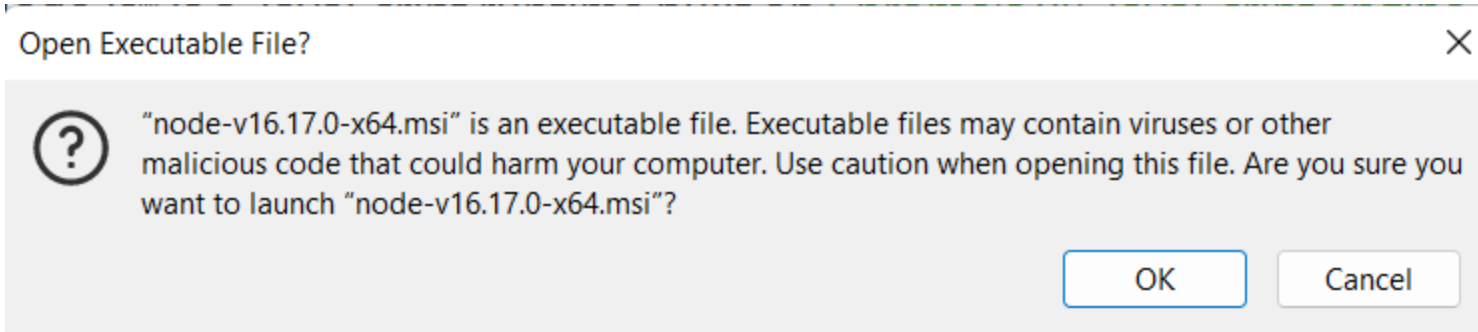 Open Executable File?
“node-v16.17.0-x64.msi” is an executable file. Executable files may contain viruses or other
malicious code that could harm your computer. Use caution when opening this file. Are you sure you
want to launch “node-v16.17.0-x64.msi”?
OK
Cancel